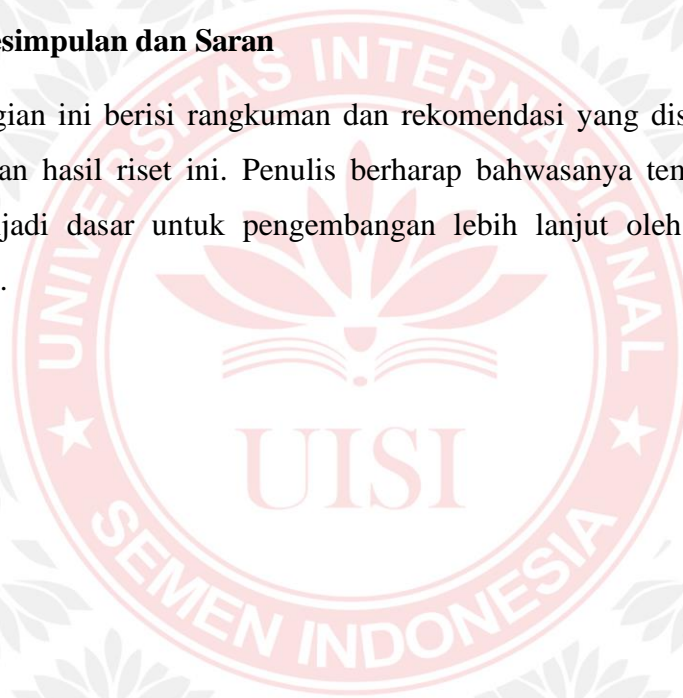 esimpulan dan Saran
gian ini berisi rangkuman dan rekomendasi yang dis
an hasil riset ini. Penulis berharap bahwasanya ten
jadi dasar untuk pengembangan lebih lanjut oleh
.
UNIVERSITAS INTERNASIONAL
UISI
SEMEN INDONESIA